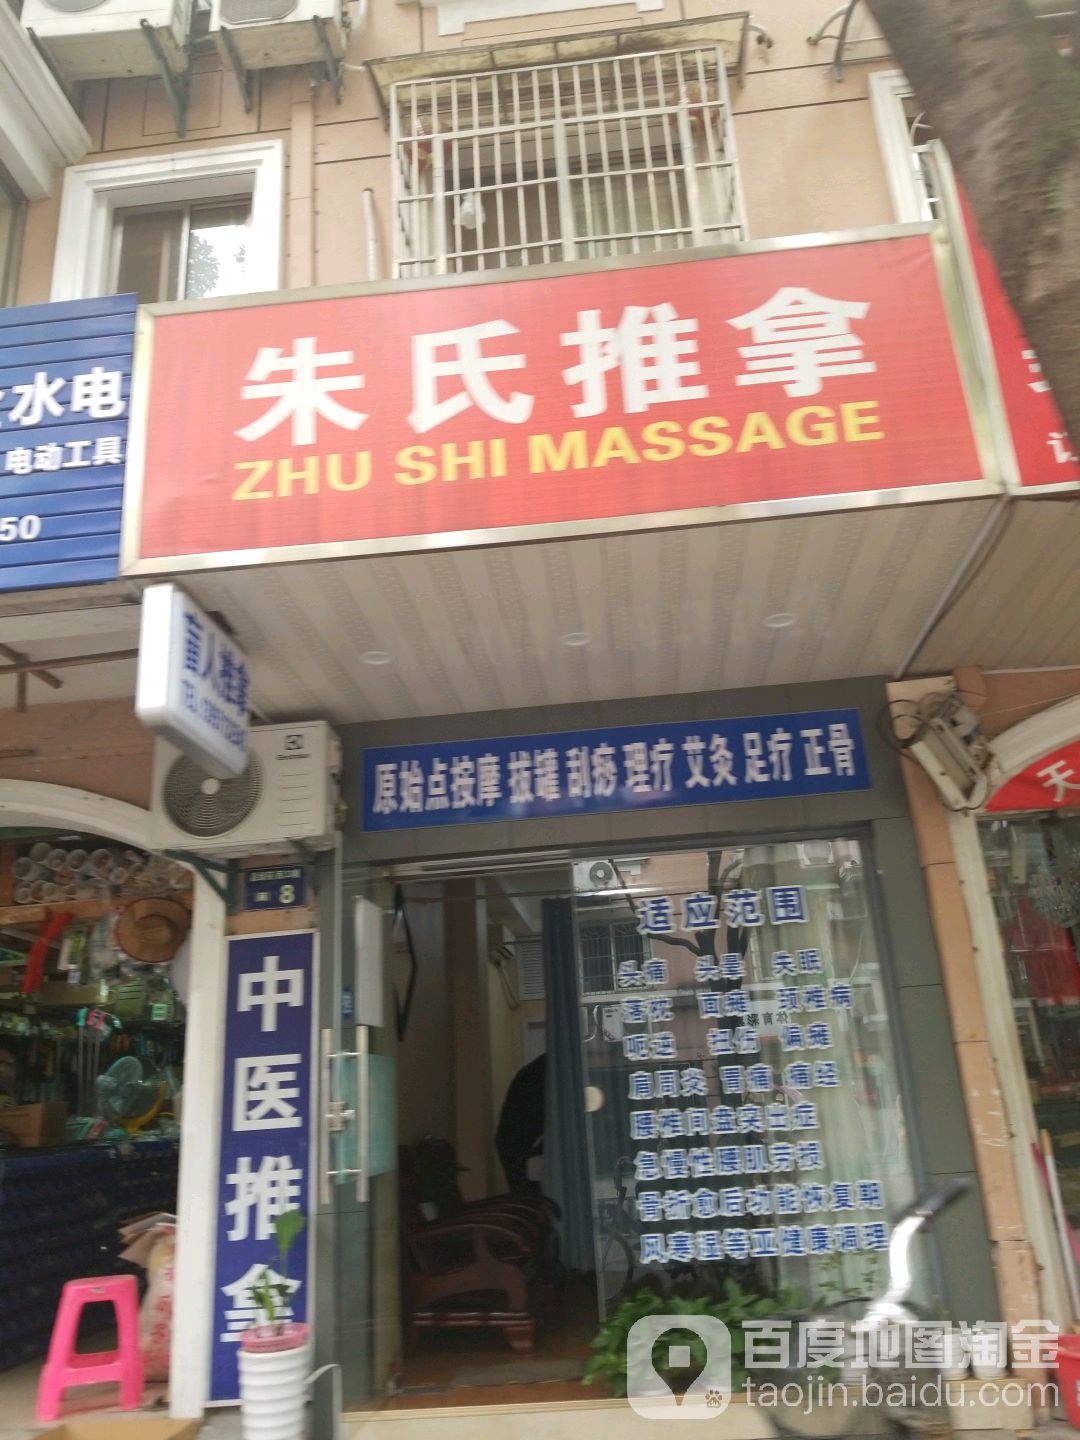 朱氏推拿
ZHU SHI MASSAGE
水电
电动工具
50
盲人推拿
原始点按摩 拔罐 刮痧 理疗 艾灸 足疗 正骨
8
中医推拿
适应范围
头痛 头晕 失眠
落枕 面瘫 颈椎病
呃逆 扭伤 偏瘫
肩周炎 胃痛 痛经
腰椎间盘突出症
急慢性腰肌劳损
骨折愈后功能恢复期
风寒湿等亚健康调理
天
百度地图淘金
taojin.baidu.com